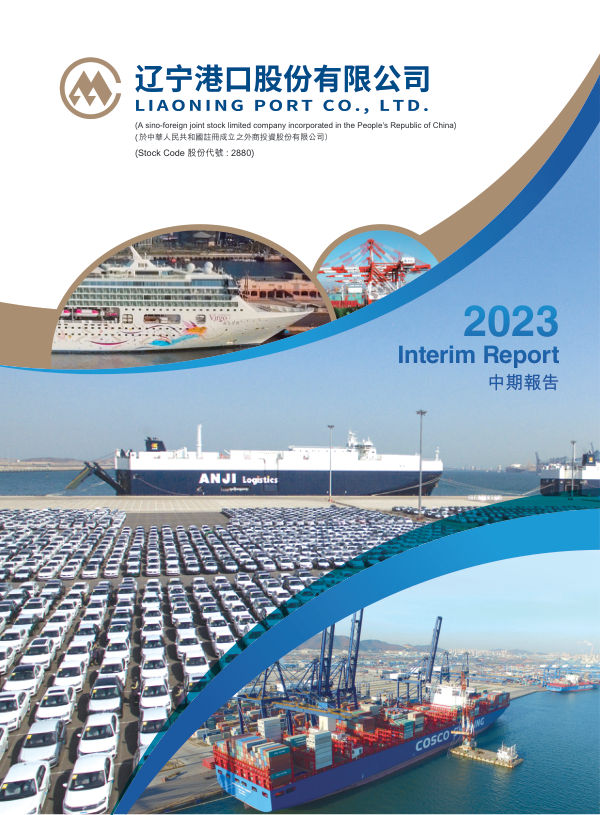 辽宁港口股份有限公司
LIAONING PORT CO., LTD.
(A sino-foreign joint stock limited company incorporated in the People's Republic of China)
(於中華人民共和國註冊成立之外商投資股份有限公司)
(Stock Code 股份代號 : 2880)
Virgo
2023
Interim Report
中期報告
ANJI Logistics
COSCO SHIPPING